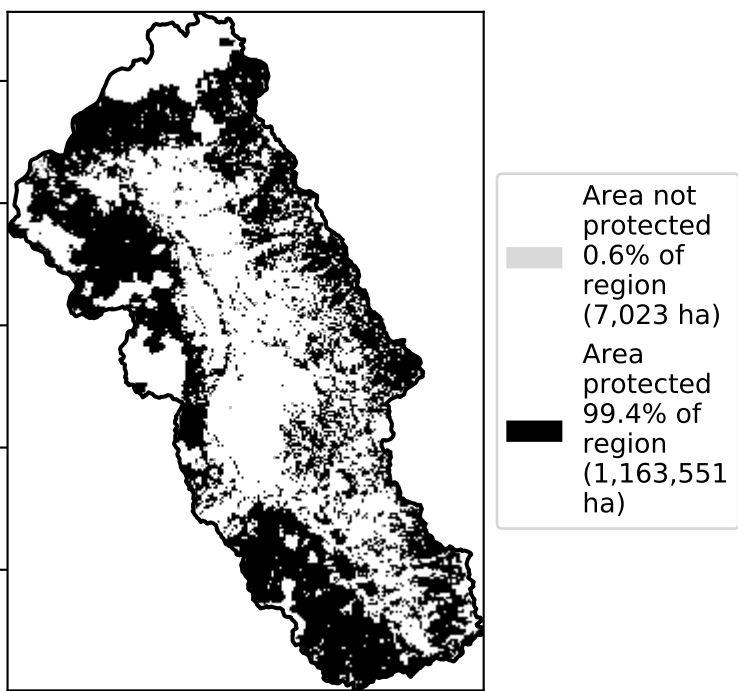 Area not
protected
0.6% of
region
(7,023 ha)
Area
protected
99.4% of
region
(1,163,551
ha)